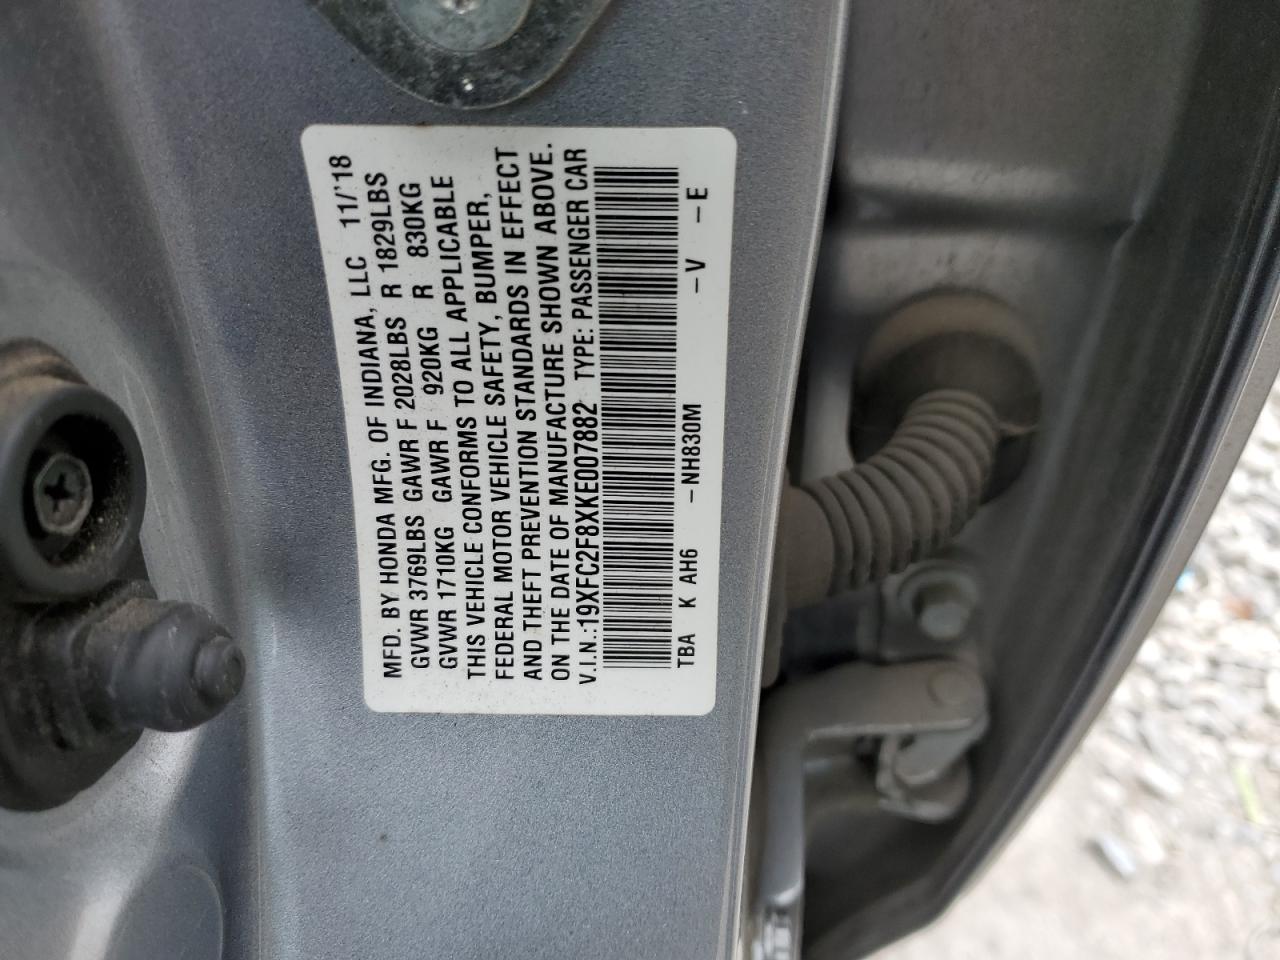 MFD. BY HONDA MFG. OF INDIANA, LLC 11/'18
GVWR 3769LBS GAWR F 2028LBS R 1829LBS
GVWR 1710KG GAWR F 920KG R 830KG
THIS VEHICLE CONFORMS TO ALL APPLICABLE
FEDERAL MOTOR VEHICLE SAFETY, BUMPER,
AND THEFT PREVENTION STANDARDS IN EFFECT
ON THE DATE OF MANUFACTURE SHOWN ABOVE.
V.I.N.:19XFC2F8XKE007882 TYPE: PASSENGER CAR
TBA K AH6 -NH830M -V -E